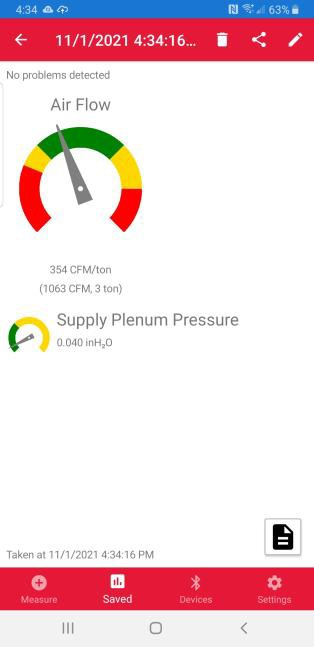 4:34
63%
11/1/2021 4:34:16...
No problems detected
Air Flow
354 CFM/ton
(1063 CFM, 3 ton)
Supply Plenum Pressure
0.040 inH₂O
Taken at 11/1/2021 4:34:16 PM
Measure
Saved
Devices
Settings